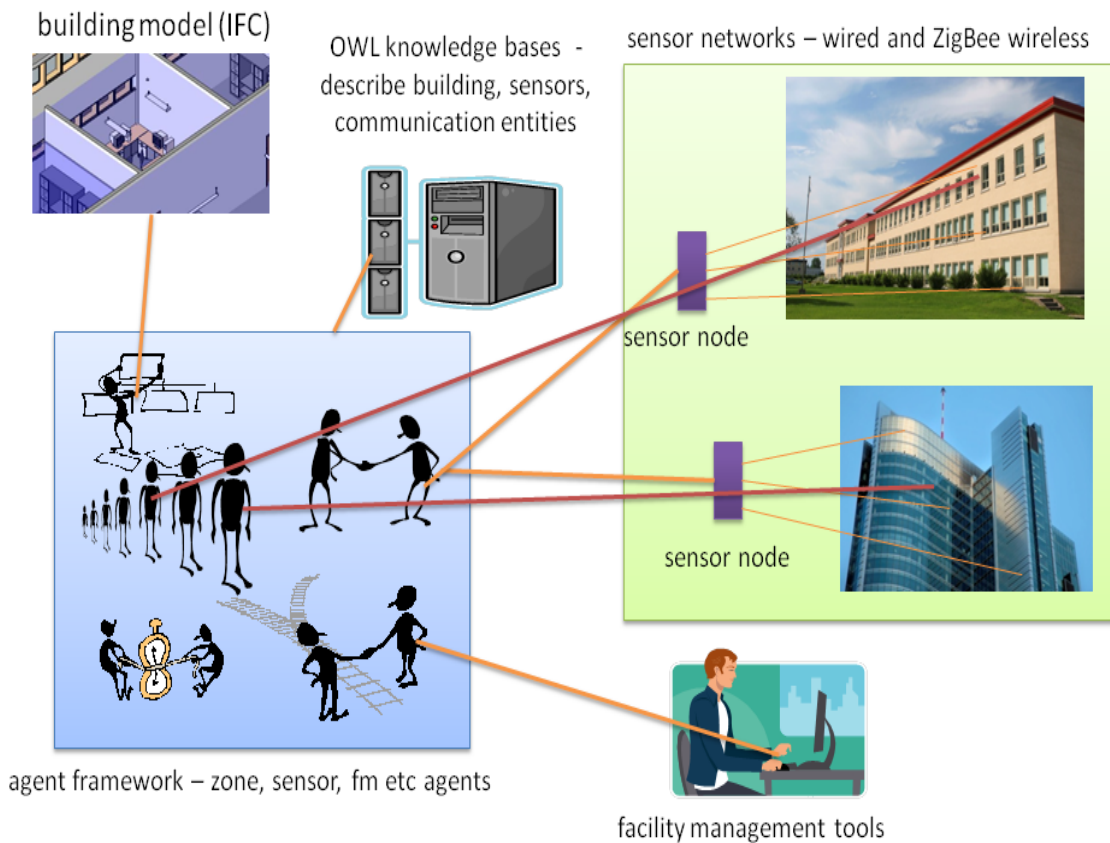 building model (IFC)
OWL knowledge bases -
describe building, sensors,
communication entities
sensor networks – wired and ZigBee wireless
sensor node
sensor node
agent framework – zone, sensor, fm etc agents
facility management tools